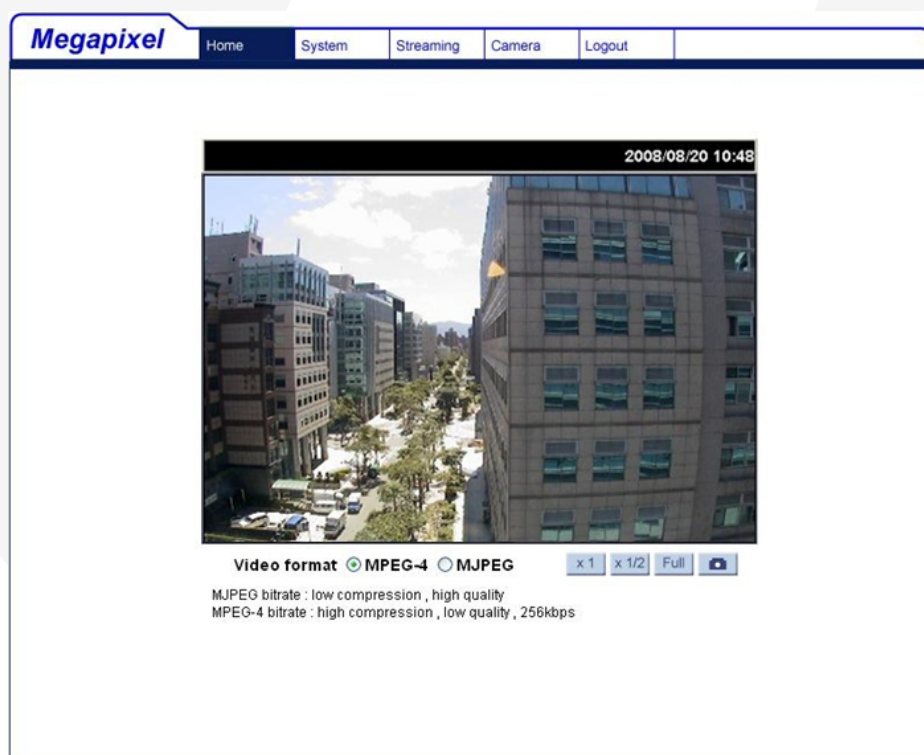 Megapixel
Home System Streaming Camera Logout
2008/08/20 10:48
Video format MPEG-4 MJPEG x 1 x 1/2 Full
MJPEG bitrate : low compression , high quality
MPEG-4 bitrate : high compression , low quality , 256kbps